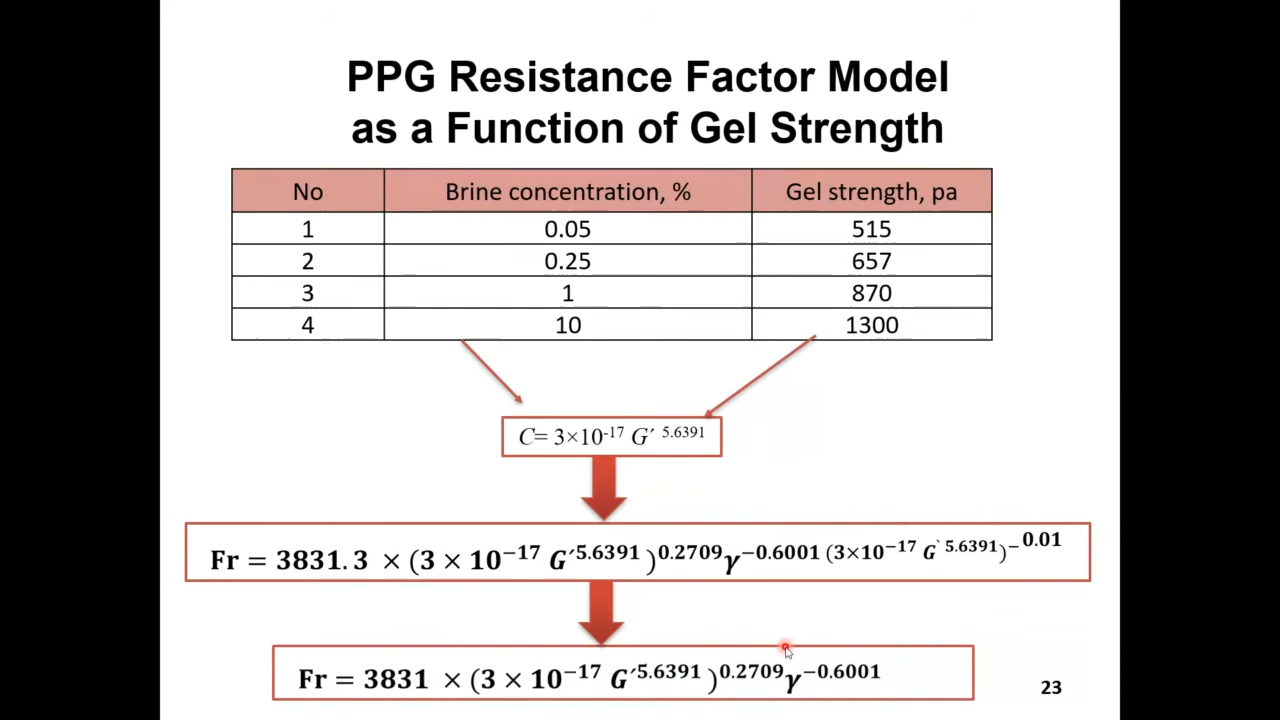 PPG Resistance Factor Model
as a Function of Gel Strength
No Brine concentration, % Gel strength, pa
1 0.05 515
2 0.25 657
3 1 870
4 10 1300
C= 3×10-17 G′ 5.6391
Fr = 3831.3 × (3 × 10−17 G′5.6391 )0.2709γ−0.6001 (3×10−17 G` 5.6391)−0.01
Fr = 3831 × (3 × 10−17 G′5.6391 )0.2709γ−0.6001
23